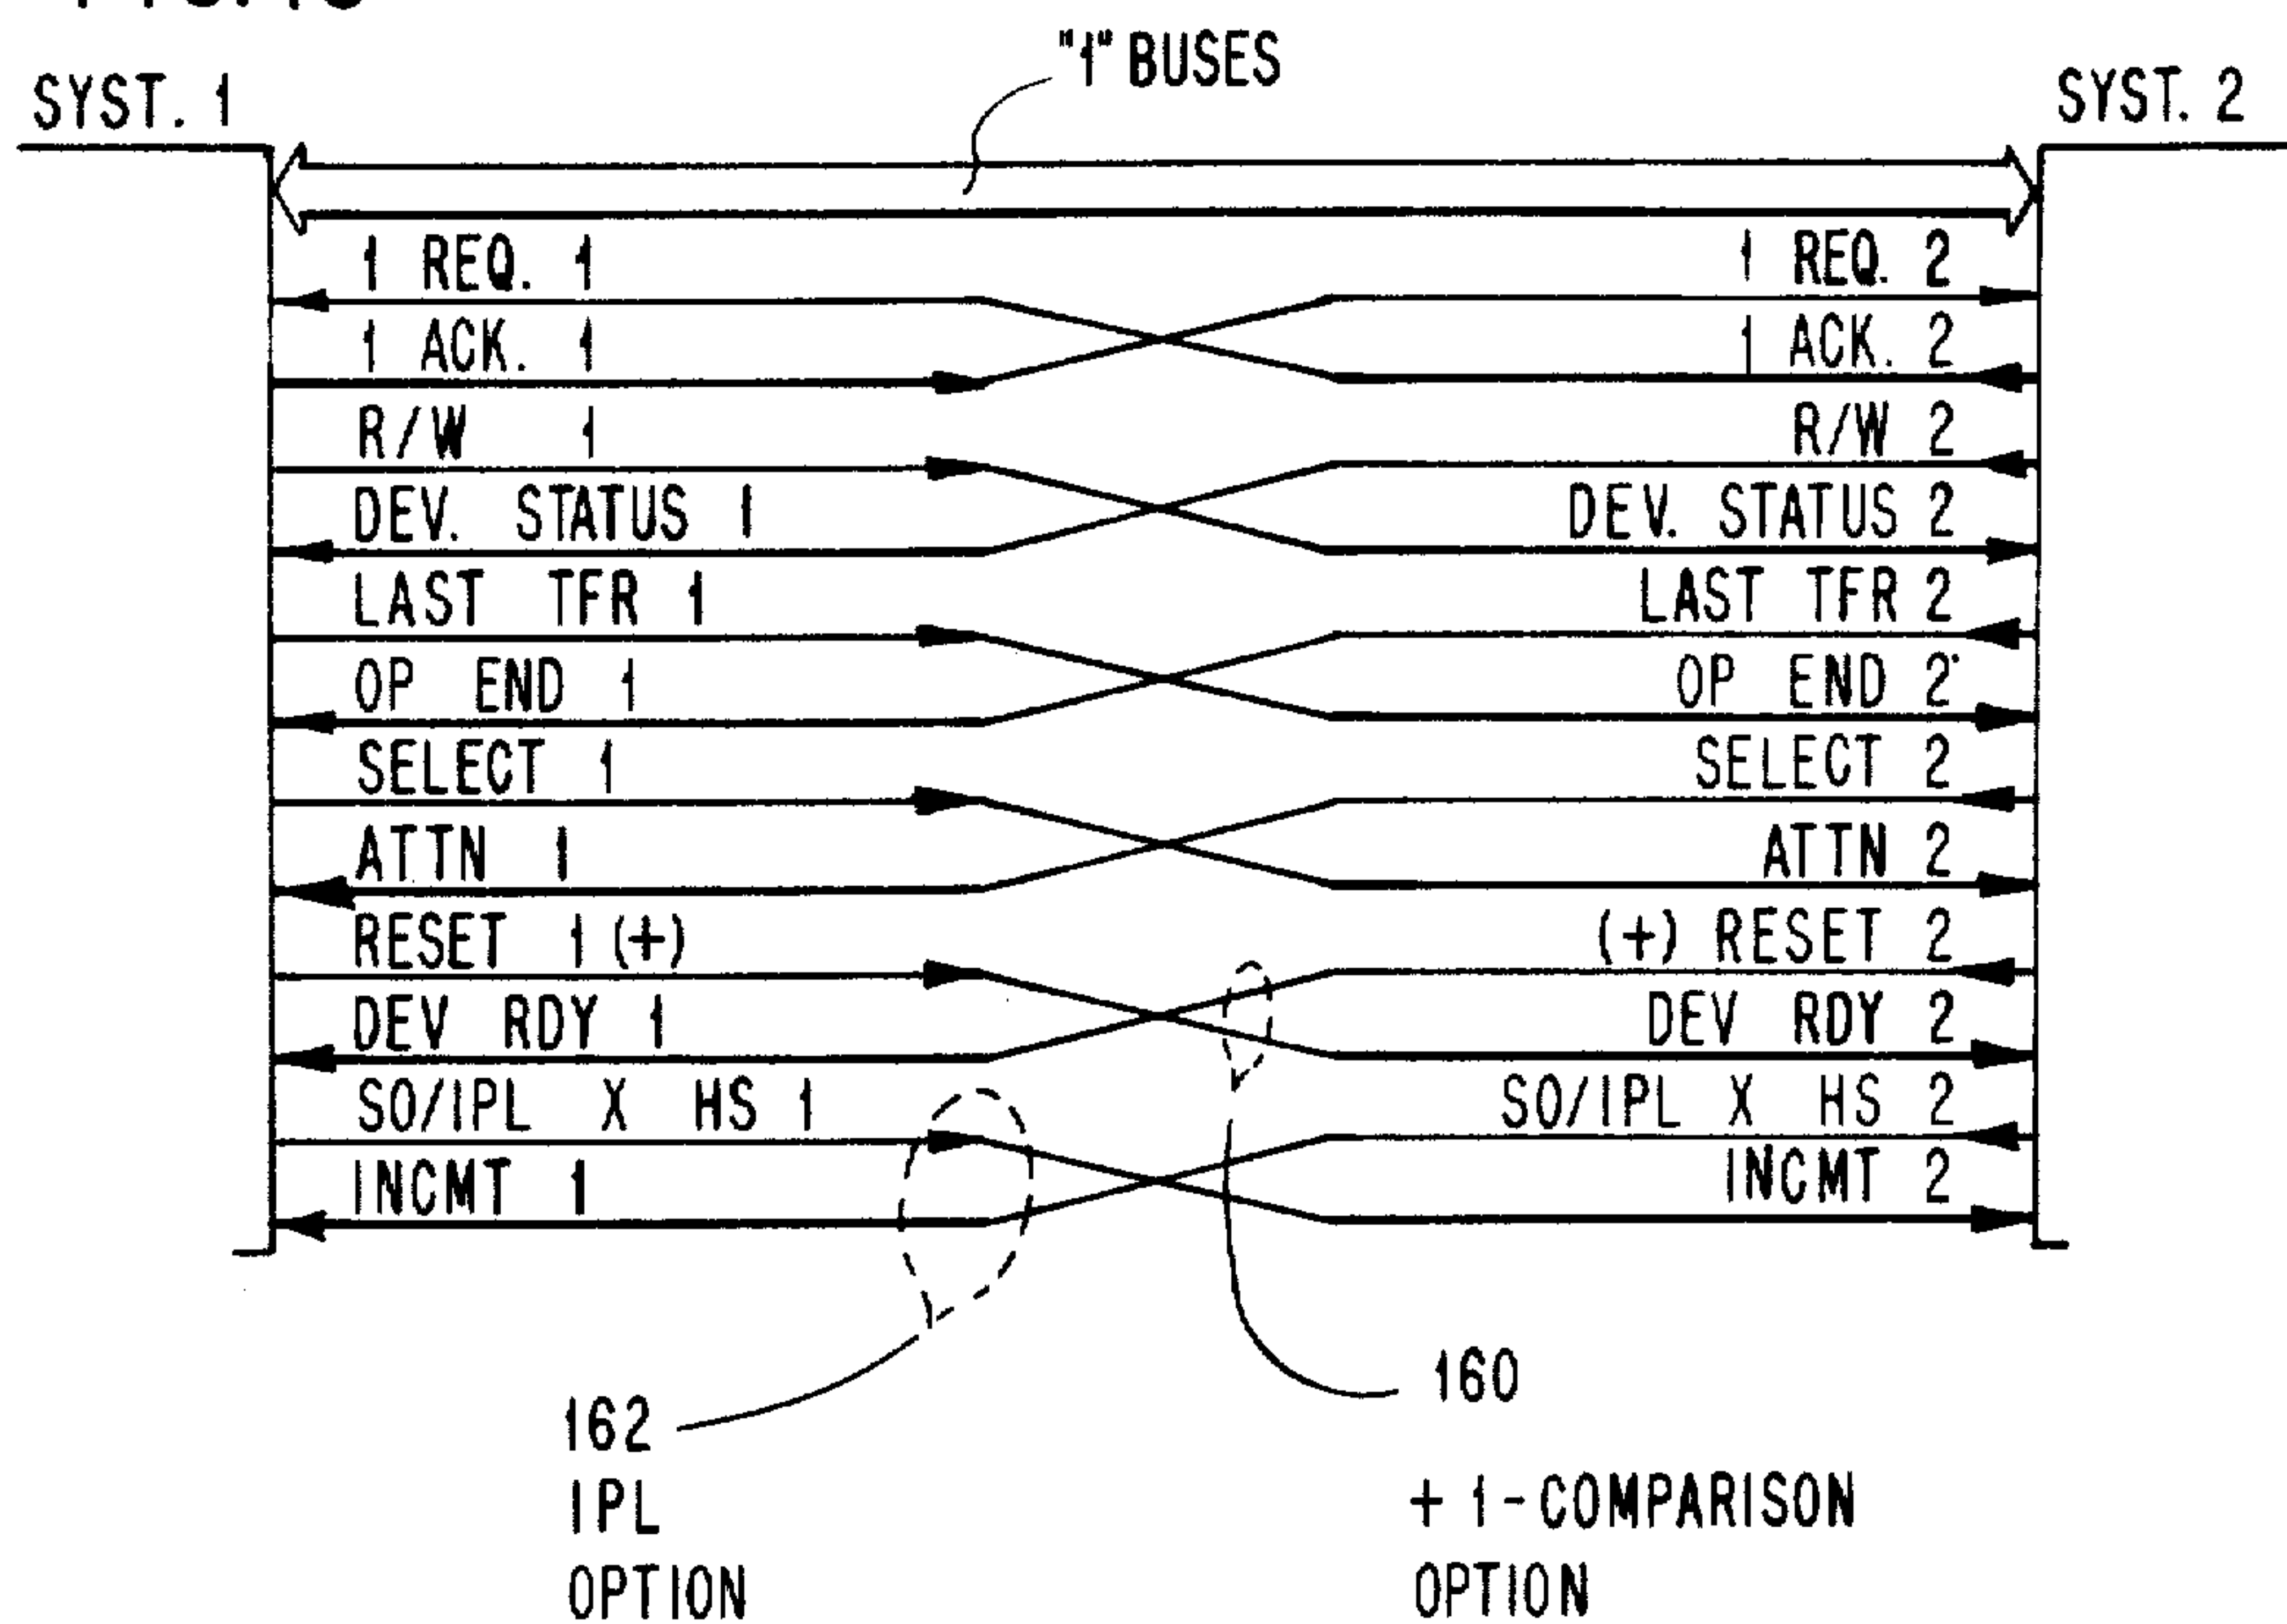 "1" BUSES
SYST. 1
SYST. 2
1 REQ. 1
1 REQ. 2
1 ACK. 1
1 ACK. 2
R/W 1
R/W 2
DEV. STATUS 1
DEV. STATUS 2
LAST TFR 1
LAST TFR 2
OP END 1
OP END 2
SELECT 1
SELECT 2
ATTN 1
ATTN 2
RESET 1 (+)
(+) RESET 2
DEV RDY 1
DEV RDY 2
SO/IPL X HS 1
SO/IPL X HS 2
INCMT 1
INCMT 2
160
162
IPL
OPTION
+ 1-COMPARISON
OPTION